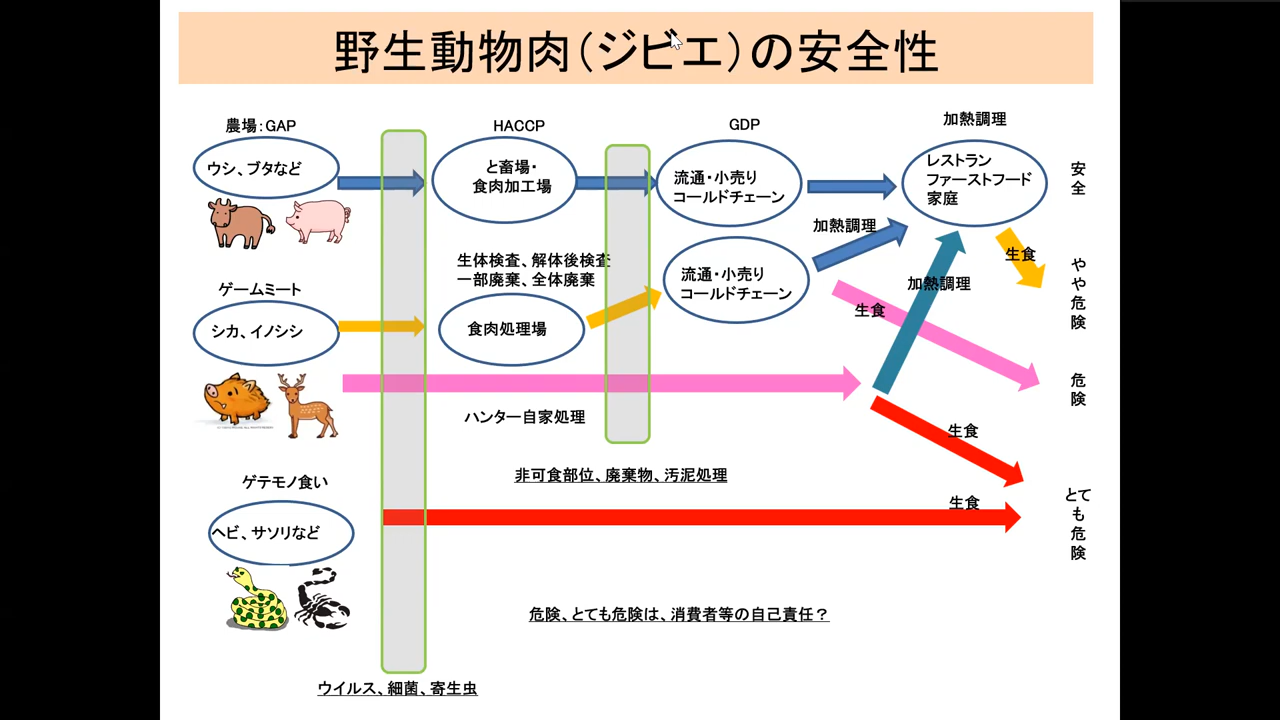 野生動物肉(ジビエ)の安全性
農場:GAP
HACCP
GDP
加熱調理
ウシ、ブタなど
と畜場・
食肉加工場
流通・小売り
コールドチェーン
レストラン
ファーストフード
家庭
安全
加熱調理
生食
生体検査、解体後検査
一部廃棄、全体廃棄
流通・小売り
コールドチェーン
やや危険
ゲームミート
シカ、イノシシ
食肉処理場
加熱調理
生食
危険
ハンター自家処理
生食
非可食部位、廃棄物、汚泥処理
ゲテモノ食い
ヘビ、サソリなど
生食
とても危険
危険、とても危険は、消費者等の自己責任?
ウイルス、細菌、寄生虫